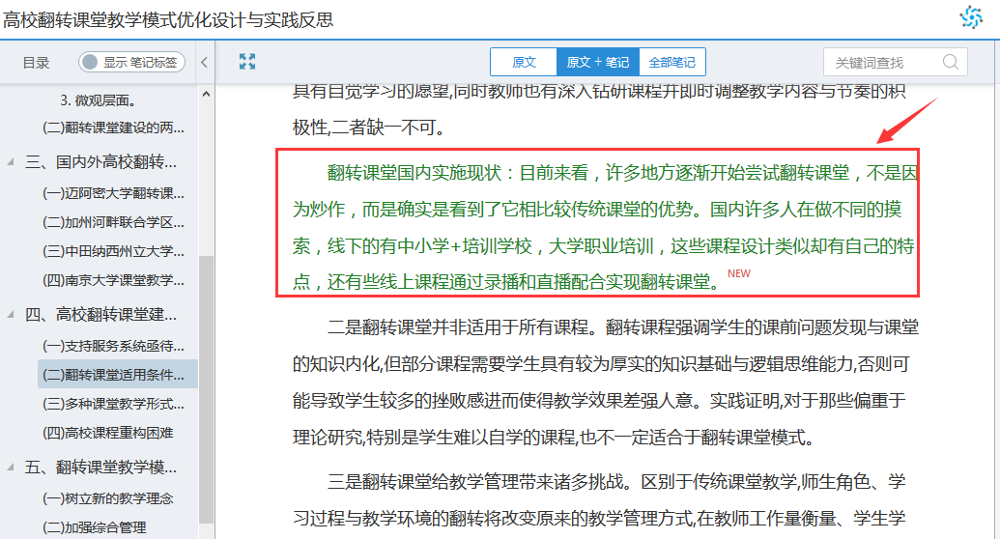 高校翻转课堂教学模式优化设计与实践反思
目录
显示 笔记标签
原文
原文 + 笔记
全部笔记
关键词查找
3. 微观层面。
(二)翻转课堂建设的两...
三、国内外高校翻转...
(一)迈阿密大学翻转课...
(二)加州河畔联合学区...
(三)中田纳西州立大学...
(四)南京大学课堂教学...
四、高校翻转课堂建...
(一)支持服务系统亟待...
(二)翻转课堂适用条件...
(三)多种课堂教学形式...
(四)高校课程重构困难
五、翻转课堂教学模...
(一)树立新的教学理念
(二)加强综合管理
具有自觉学习的愿望,同时教师也有深入钻研课程并即时调整教学内容与节奏的积
极性,二者缺一不可。
翻转课堂国内实施现状：目前来看，许多地方逐渐开始尝试翻转课堂，不是因
为炒作，而是确实是看到了它相比较传统课堂的优势。国内许多人在做不同的摸
索，线下的有中小学+培训学校，大学职业培训，这些课程设计类似却有自己的特
点，还有些线上课程通过录播和直播配合实现翻转课堂。NEW
二是翻转课堂并非适用于所有课程。翻转课程强调学生的课前问题发现与课堂
的知识内化,但部分课程需要学生具有较为厚实的知识基础与逻辑思维能力,否则可
能导致学生较多的挫败感进而使得教学效果差强人意。实践证明,对于那些偏重于
理论研究,特别是学生难以自学的课程,也不一定适合于翻转课堂模式。
三是翻转课堂给教学管理带来诸多挑战。区别于传统课堂教学,师生角色、学
习过程与教学环境的翻转将改变原来的教学管理方式,在教师工作量衡量、学生学